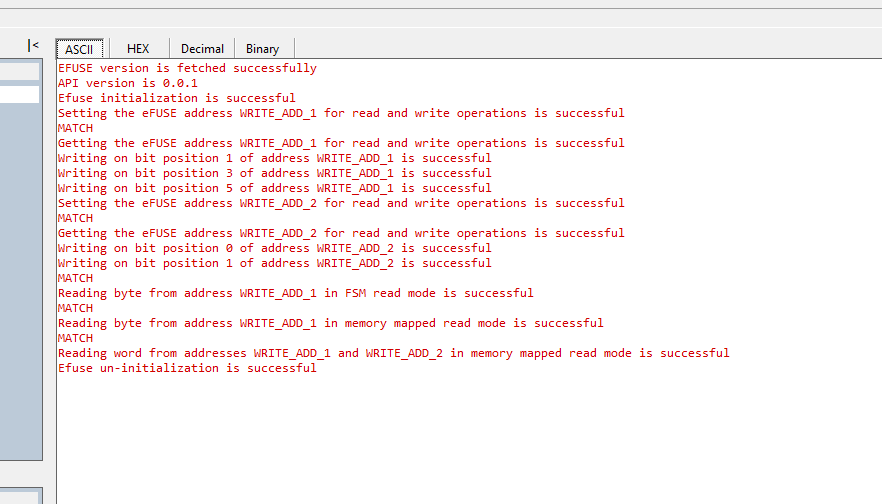 |<
ASCII HEX Decimal Binary
EFUSE version is fetched successfully
API version is 0.0.1
Efuse initialization is successful
Setting the eFUSE address WRITE_ADD_1 for read and write operations is successful
MATCH
Getting the eFUSE address WRITE_ADD_1 for read and write operations is successful
Writing on bit position 1 of address WRITE_ADD_1 is successful
Writing on bit position 3 of address WRITE_ADD_1 is successful
Writing on bit position 5 of address WRITE_ADD_1 is successful
Setting the eFUSE address WRITE_ADD_2 for read and write operations is successful
MATCH
Getting the eFUSE address WRITE_ADD_2 for read and write operations is successful
Writing on bit position 0 of address WRITE_ADD_2 is successful
Writing on bit position 1 of address WRITE_ADD_2 is successful
MATCH
Reading byte from address WRITE_ADD_1 in FSM read mode is successful
MATCH
Reading byte from address WRITE_ADD_1 in memory mapped read mode is successful
MATCH
Reading word from addresses WRITE_ADD_1 and WRITE_ADD_2 in memory mapped read mode is successful
Efuse un-initialization is successful